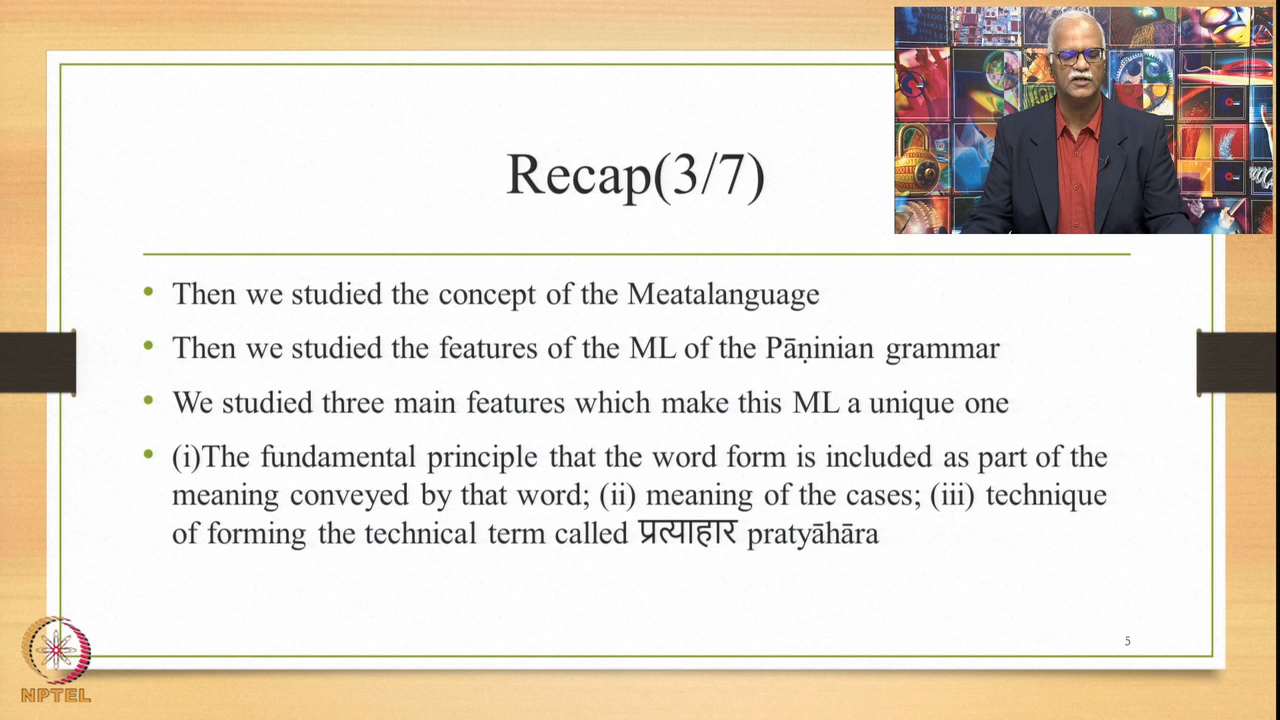 Recap(3/7)
• Then we studied the concept of the Meatalanguage
• Then we studied the features of the ML of the Pāṇinian grammar
• We studied three main features which make this ML a unique one
• (i)The fundamental principle that the word form is included as part of the
meaning conveyed by that word; (ii) meaning of the cases; (iii) technique
of forming the technical term called प्रत्याहार pratyāhāra
5
NPTEL